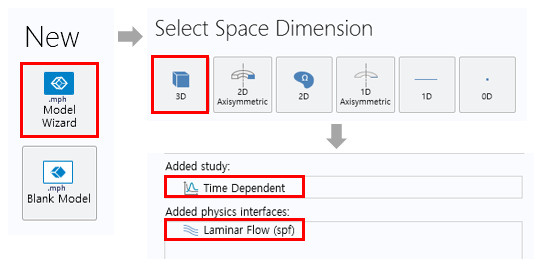 New
.mph
Model
Wizard
.mph
Blank Model
Select Space Dimension
3D
2D
Axisymmetric
2D
1D
Axisymmetric
1D
0D
Added study:
Time Dependent
Added physics interfaces:
Laminar Flow (spf)